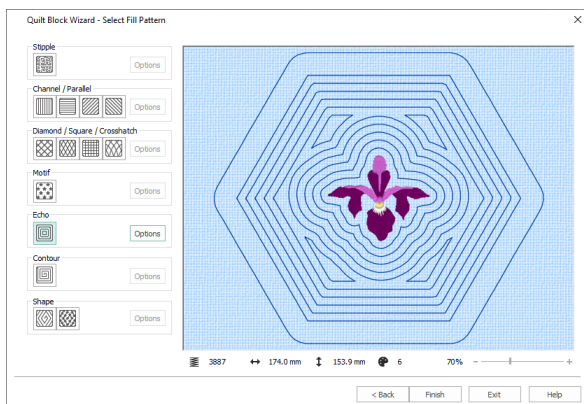 Quilt Block Wizard - Select Fill Pattern
Stipple
Options
Channel / Parallel
Options
Diamond / Square / Crosshatch
Options
Motif
Options
Echo
Options
Contour
Options
Shape
Options
3887 174.0 mm 153.9 mm 6 70% - +
< Back Finish Exit Help